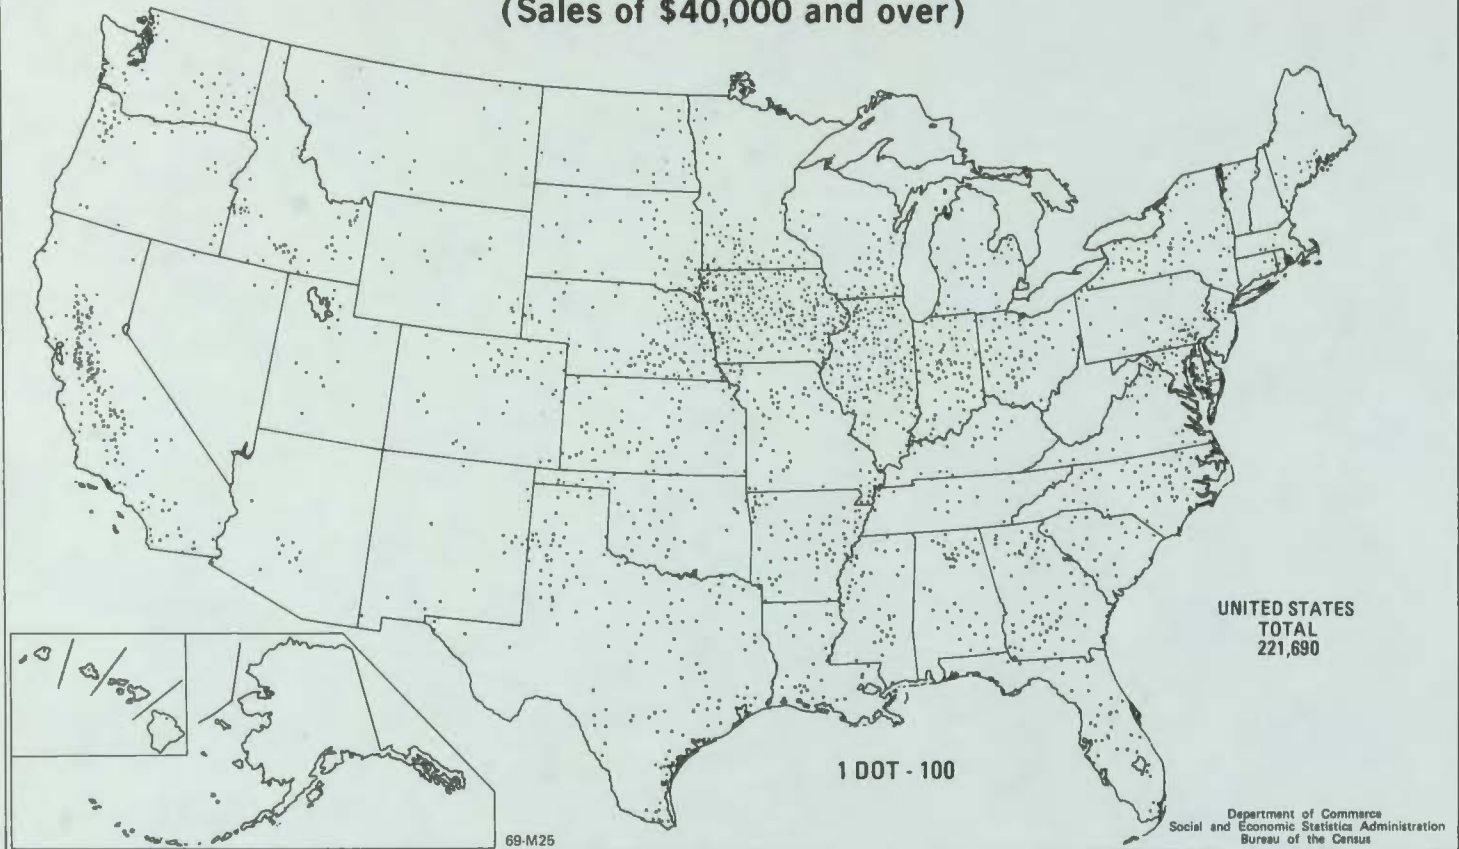 (Sales of $40,000 and over)
UNITED STATES
TOTAL
221,690
1 DOT - 100
69-M25
Department of Commerce
Social and Economic Statistics Administration
Bureau of the Census